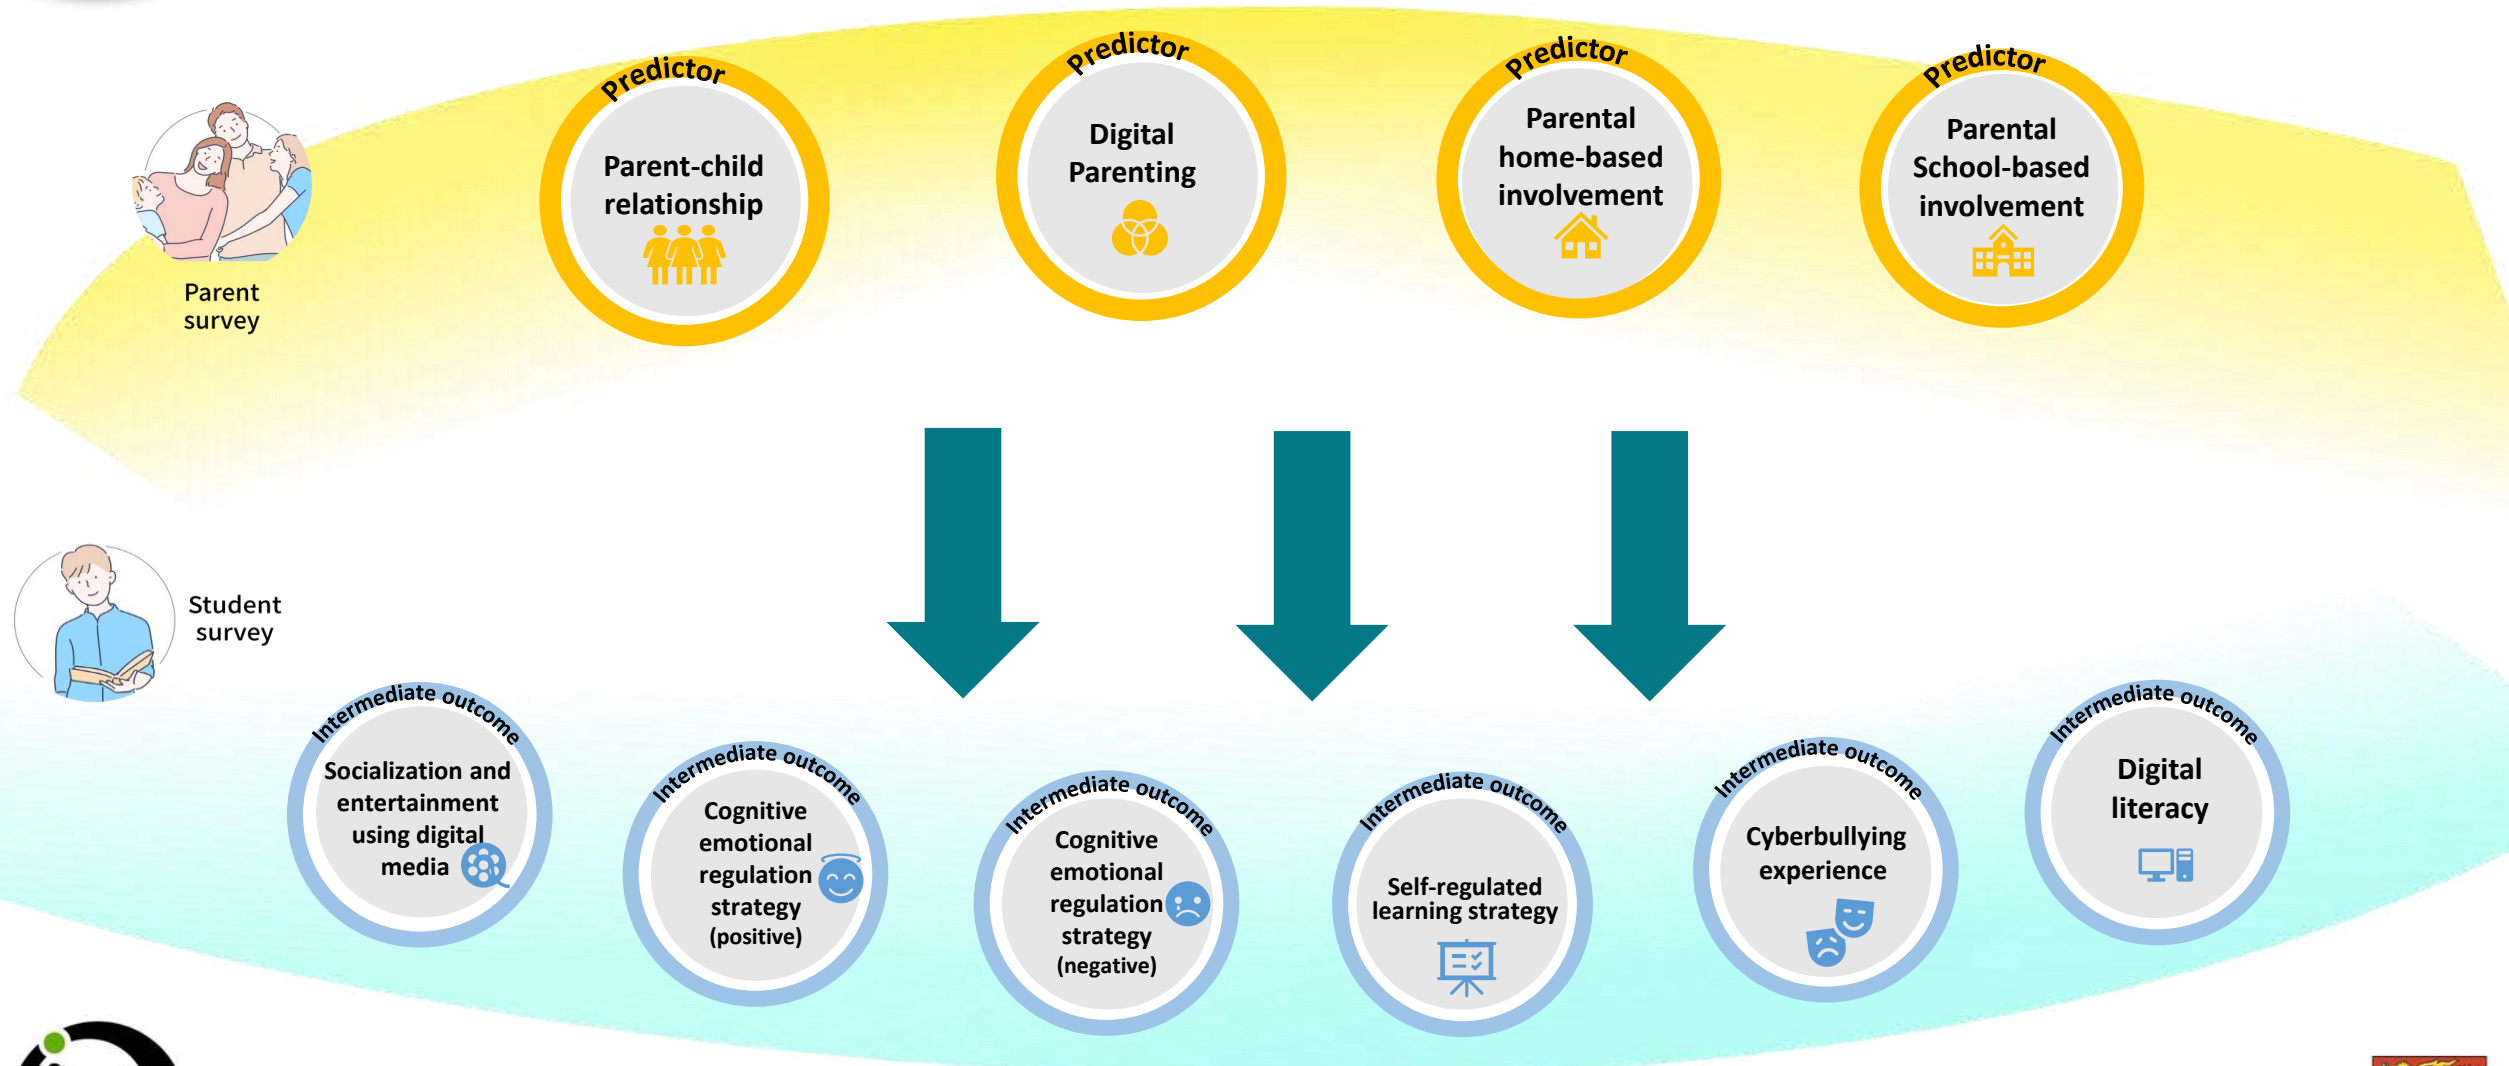 Predictor
Parent-child
relationship
Predictor
Digital
Parenting
Predictor
Parental
home-based
involvement
Predictor
Parental
School-based
involvement
Parent
survey
Student
survey
Intermediate outcome
Socialization and
entertainment
using digital
media
Intermediate outcome
Cognitive
emotional
regulation
strategy
(positive)
Intermediate outcome
Cognitive
emotional
regulation
strategy
(negative)
Intermediate outcome
Self-regulated
learning strategy
Intermediate outcome
Cyberbullying
experience
Intermediate outcome
Digital
literacy